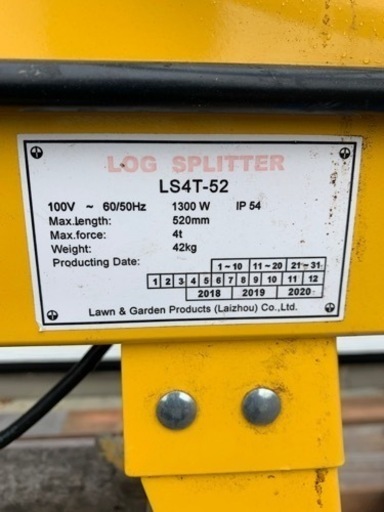 LOG SPLITTER
LS4T-52
100V ~ 60/50Hz 1300 W IP 54
Max.length: 520mm
Max.force: 4t
Weight: 42kg
Producting Date:
1~10 11~20 21~31
1 2 3 4 5 6 7 8 9 10 11 12
2018 2019 2020
Lawn & Garden Products (Laizhou) Co.,Ltd.